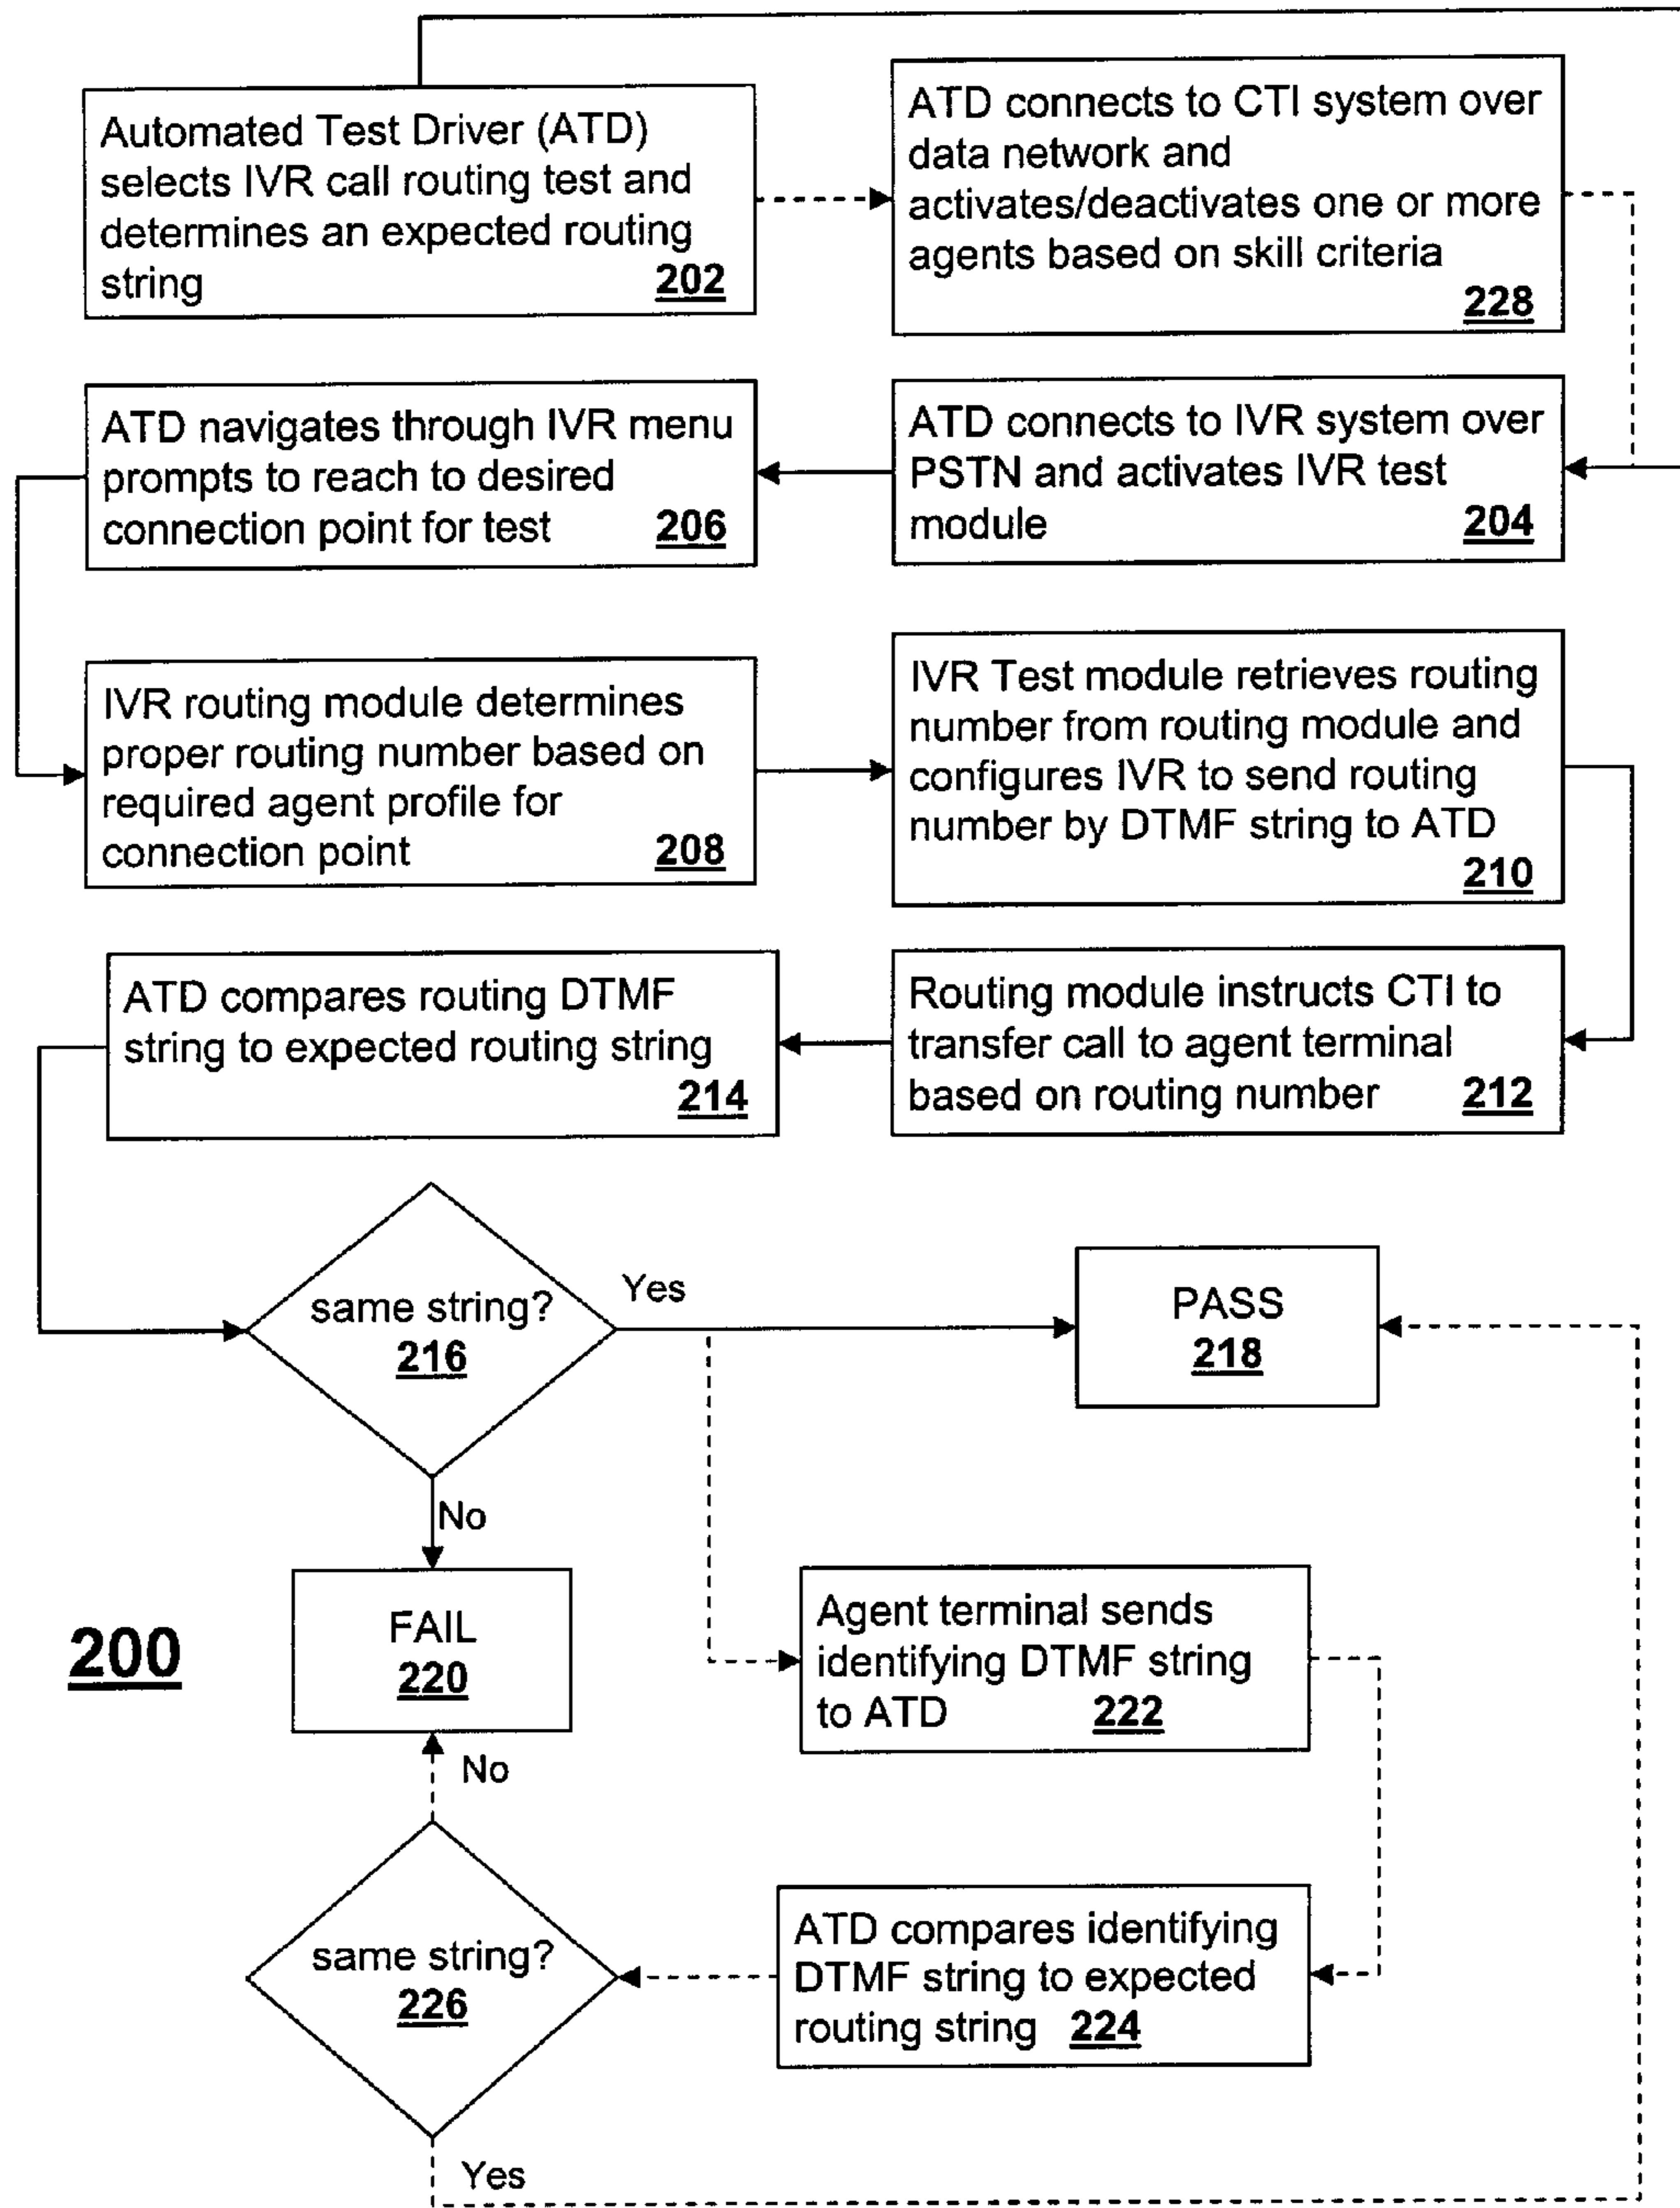 Automated Test Driver (ATD)
selects IVR call routing test and
determines an expected routing
string 202
ATD connects to CTI system over
data network and
activates/deactivates one or more
agents based on skill criteria
228
ATD navigates through IVR menu
prompts to reach to desired
connection point for test 206
ATD connects to IVR system over
PSTN and activates IVR test
module 204
IVR routing module determines
proper routing number based on
required agent profile for
connection point 208
IVR Test module retrieves routing
number from routing module and
configures IVR to send routing
number by DTMF string to ATD
210
ATD compares routing DTMF
string to expected routing string
214
Routing module instructs CTI to
transfer call to agent terminal
based on routing number 212
same string?
216
Yes
PASS
218
No
FAIL
220
200
Agent terminal sends
identifying DTMF string
to ATD 222
No
same string?
226
ATD compares identifying
DTMF string to expected
routing string 224
Yes